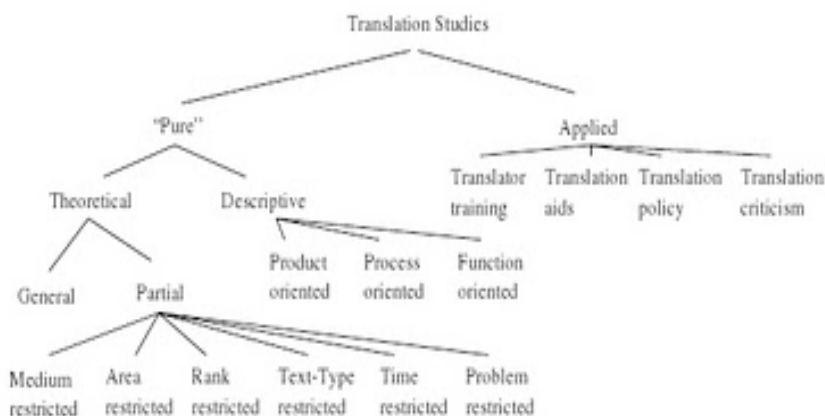 Translation Studies
"Pure"
Applied
Theoretical
Descriptive
Translator training
Translation aids
Translation policy
Translation criticism
General
Partial
Product oriented
Process oriented
Function oriented
Medium restricted
Area restricted
Rank restricted
Text-Type restricted
Time restricted
Problem restricted